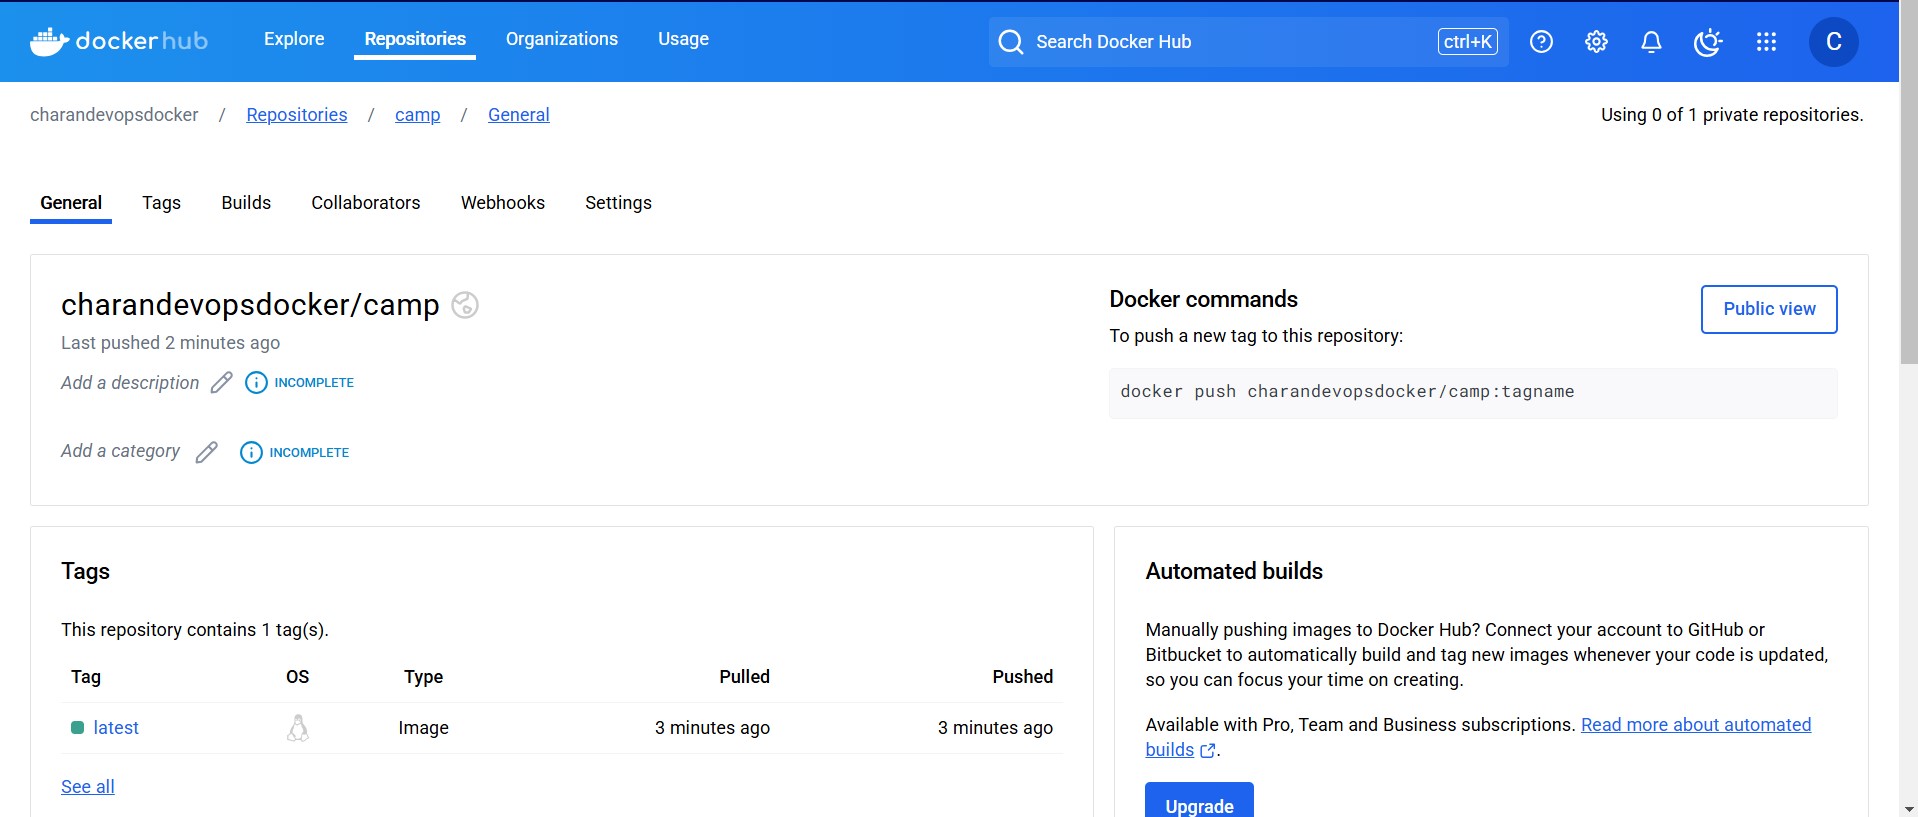 dockerhub
Explore
Repositories
Organizations
Usage
Search Docker Hub
ctrl+K
C
charandevopsdocker / Repositories / camp / General
Using 0 of 1 private repositories.
General
Tags
Builds
Collaborators
Webhooks
Settings
charandevopsdocker/camp
Last pushed 2 minutes ago
Add a description
INCOMPLETE
Add a category
INCOMPLETE
Docker commands
To push a new tag to this repository:
Public view
docker push charandevopsdocker/camp:tagname
Tags
This repository contains 1 tag(s).
Tag OS Type Pulled Pushed
latest Image 3 minutes ago 3 minutes ago
See all
Automated builds
Manually pushing images to Docker Hub? Connect your account to GitHub or
Bitbucket to automatically build and tag new images whenever your code is updated,
so you can focus your time on creating.
Available with Pro, Team and Business subscriptions. Read more about automated
builds.
Upgrade